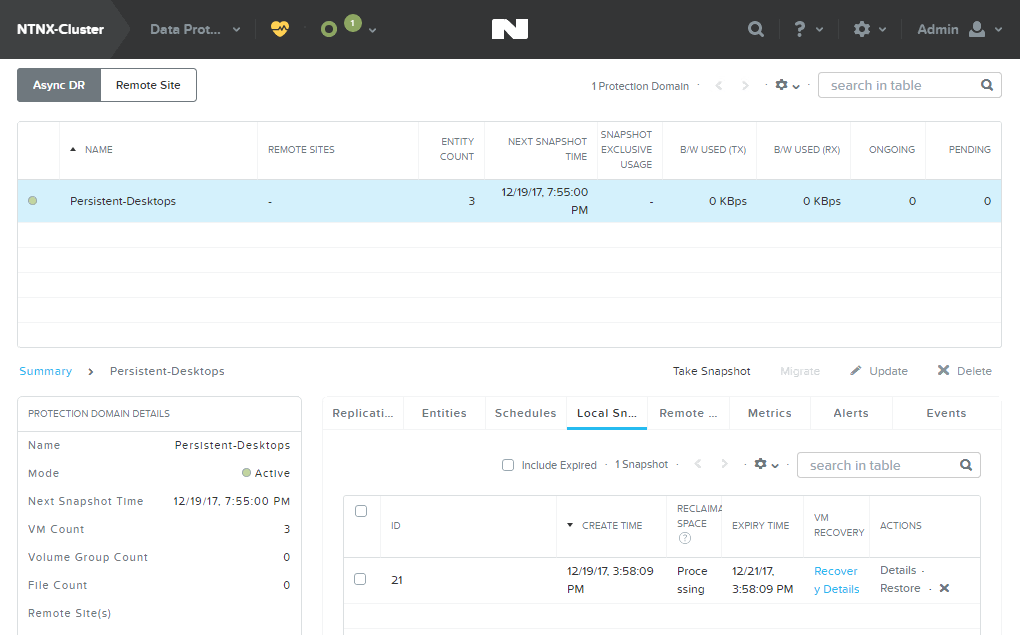 NTNX-Cluster Data Prot... 1 ? Admin
Async DR Remote Site 1 Protection Domain · · · search in table
NAME REMOTE SITES ENTITY COUNT NEXT SNAPSHOT TIME SNAPSHOT EXCLUSIVE USAGE B/W USED (TX) B/W USED (RX) ONGOING PENDING
Persistent-Desktops - 3 12/19/17, 7:55:00 PM - 0 KBps 0 KBps 0 0
Summary > Persistent-Desktops Take Snapshot Migrate Update Delete
PROTECTION DOMAIN DETAILS
Name Persistent-Desktops
Mode Active
Next Snapshot Time 12/19/17, 7:55:00 PM
VM Count 3
Volume Group Count 0
File Count 0
Remote Site(s)
Replicati... Entities Schedules Local Sn... Remote ... Metrics Alerts Events
Include Expired · 1 Snapshot · · · search in table
ID CREATE TIME RECLAIMA SPACE ? EXPIRY TIME VM RECOVERY ACTIONS
21 12/19/17, 3:58:09 PM Proce ssing 12/21/17, 3:58:09 PM Recover y Details Details · Restore ·